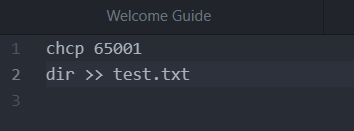 Welcome Guide
1 chcp 65001
2 dir >> test.txt
3